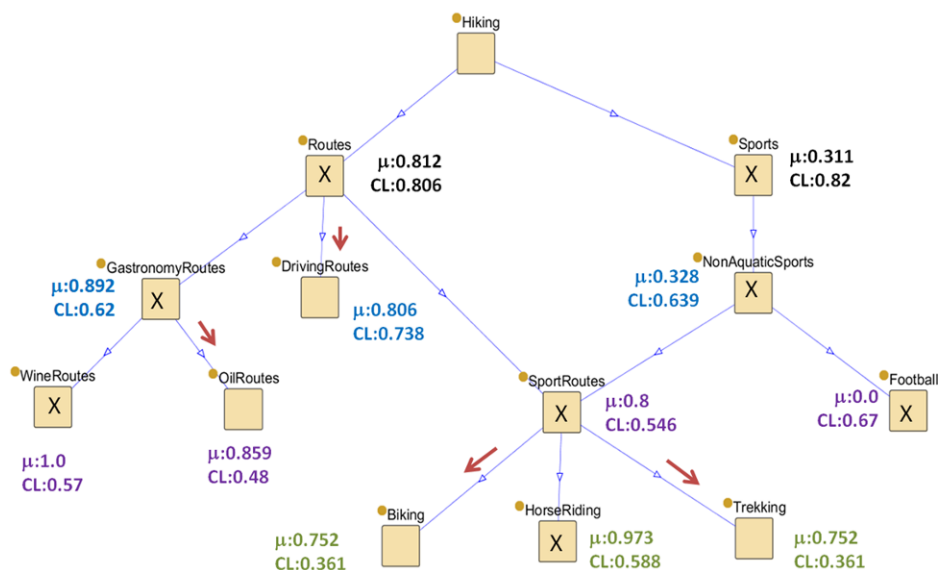 Hiking
Routes
X
μ:0.812
CL:0.806
Sports
X
μ:0.311
CL:0.82
GastronomyRoutes
X
μ:0.892
CL:0.62
DrivingRoutes
μ:0.806
CL:0.738
NonAquaticSports
X
μ:0.328
CL:0.639
WineRoutes
X
μ:1.0
CL:0.57
OilRoutes
μ:0.859
CL:0.48
SportRoutes
X
μ:0.8
CL:0.546
Football
X
μ:0.0
CL:0.67
Biking
μ:0.752
CL:0.361
HorseRiding
X
μ:0.973
CL:0.588
Trekking
μ:0.752
CL:0.361